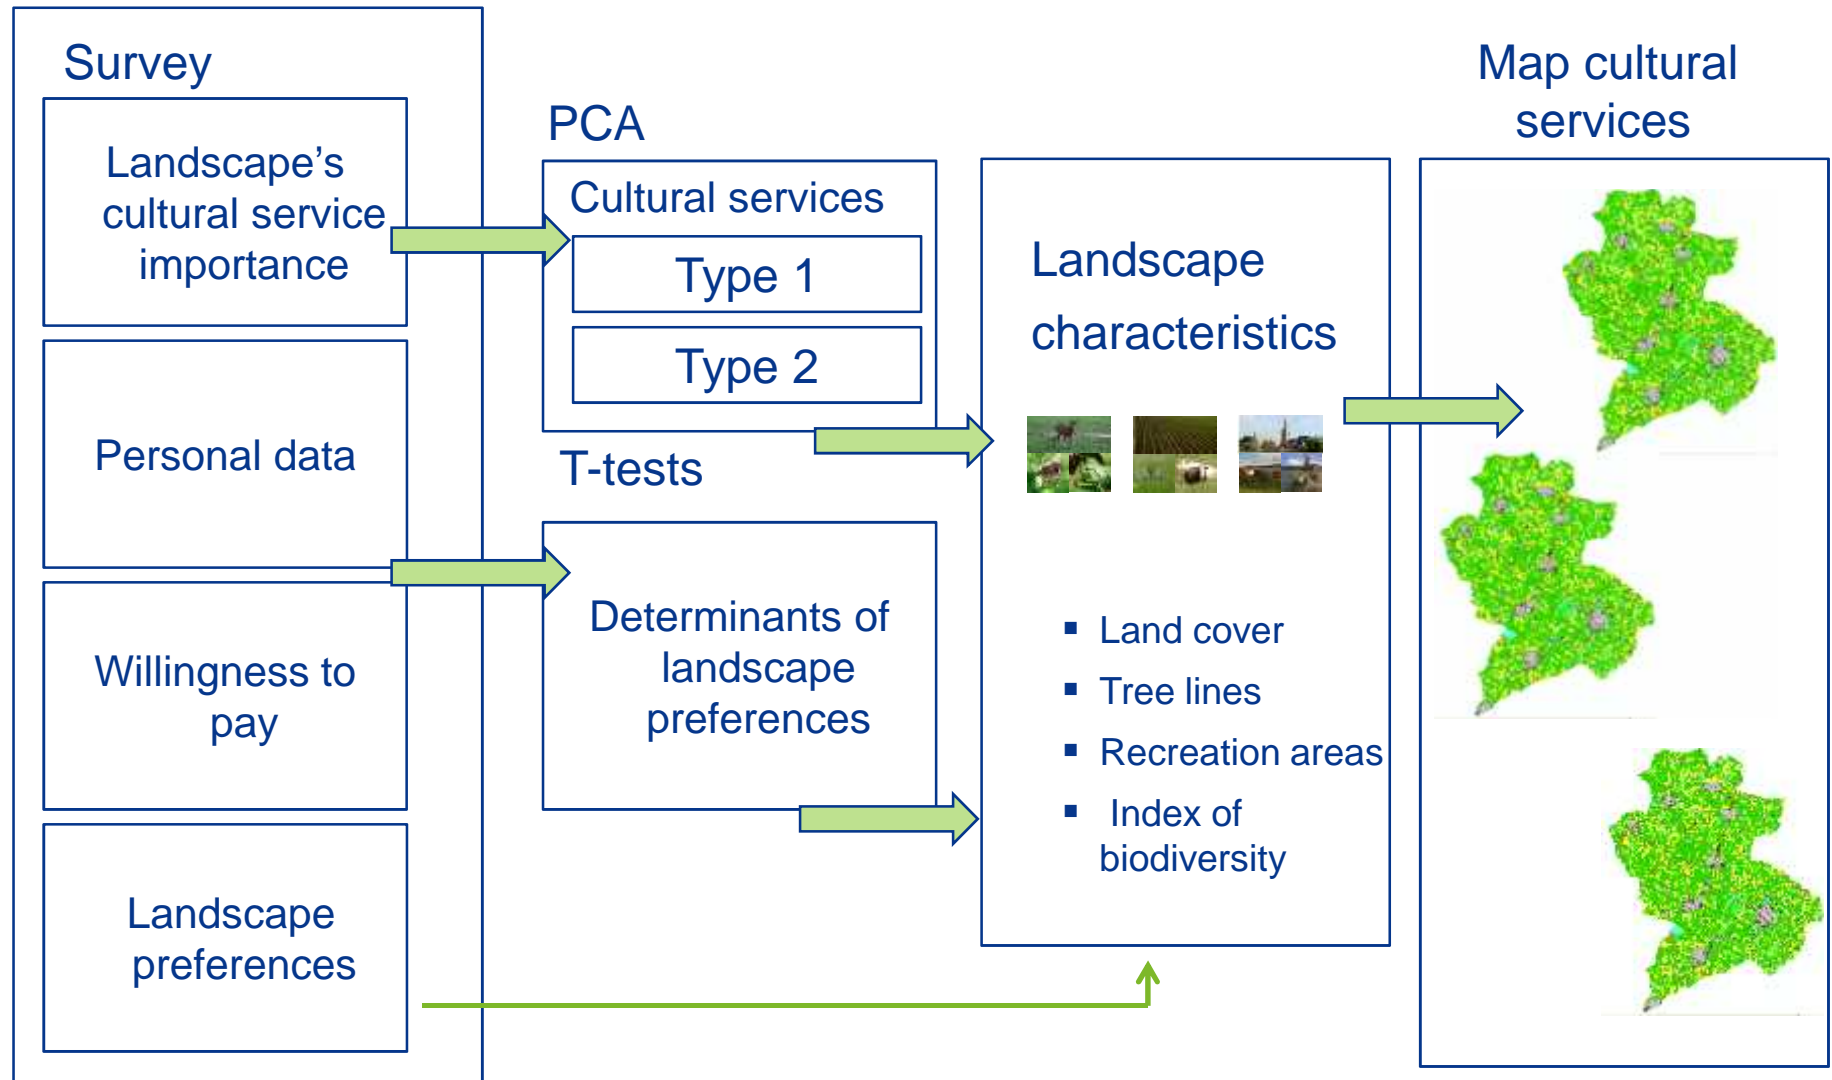 Survey
Landscape’s
cultural service
importance
Personal data
Willingness to
pay
Landscape
preferences
PCA
Cultural services
Type 1
Type 2
T-tests
Determinants of
landscape
preferences
Landscape
characteristics
▪ Land cover
▪ Tree lines
▪ Recreation areas
▪ Index of
biodiversity
Map cultural
services